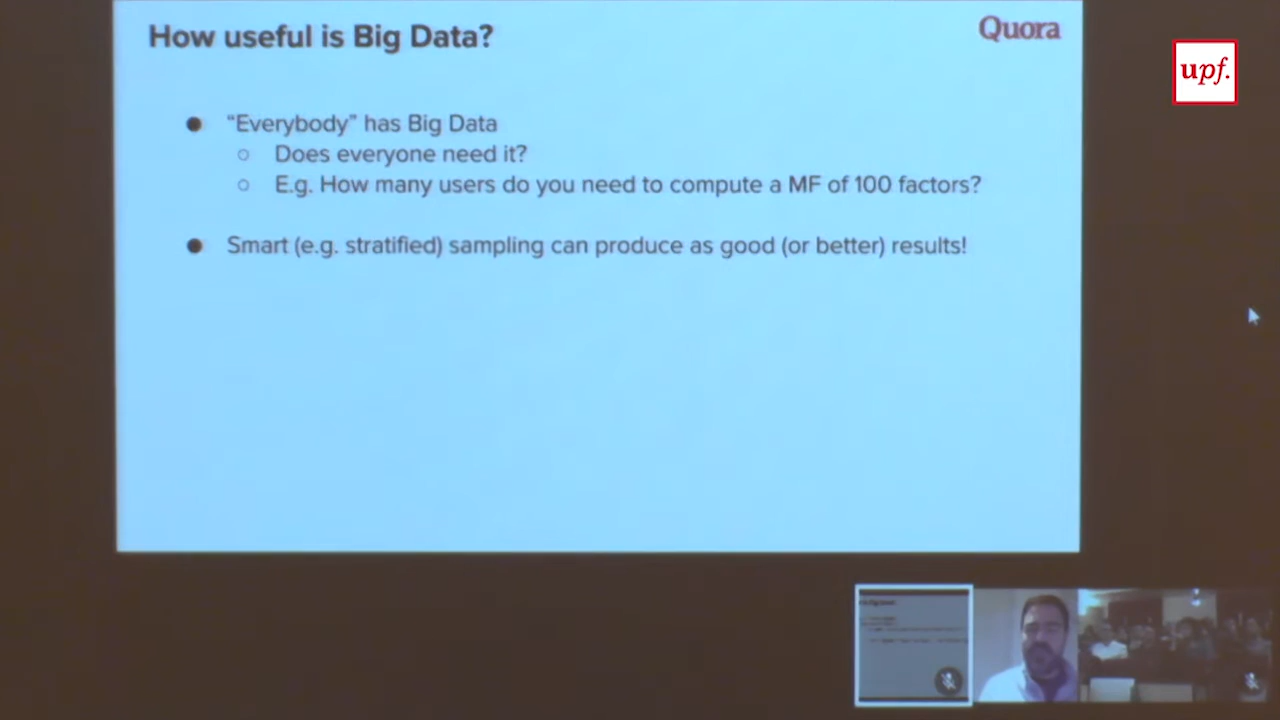 How useful is Big Data?
Quora
upf.
● “Everybody” has Big Data
○ Does everyone need it?
○ E.g. How many users do you need to compute a MF of 100 factors?
● Smart (e.g. stratified) sampling can produce as good (or better) results!